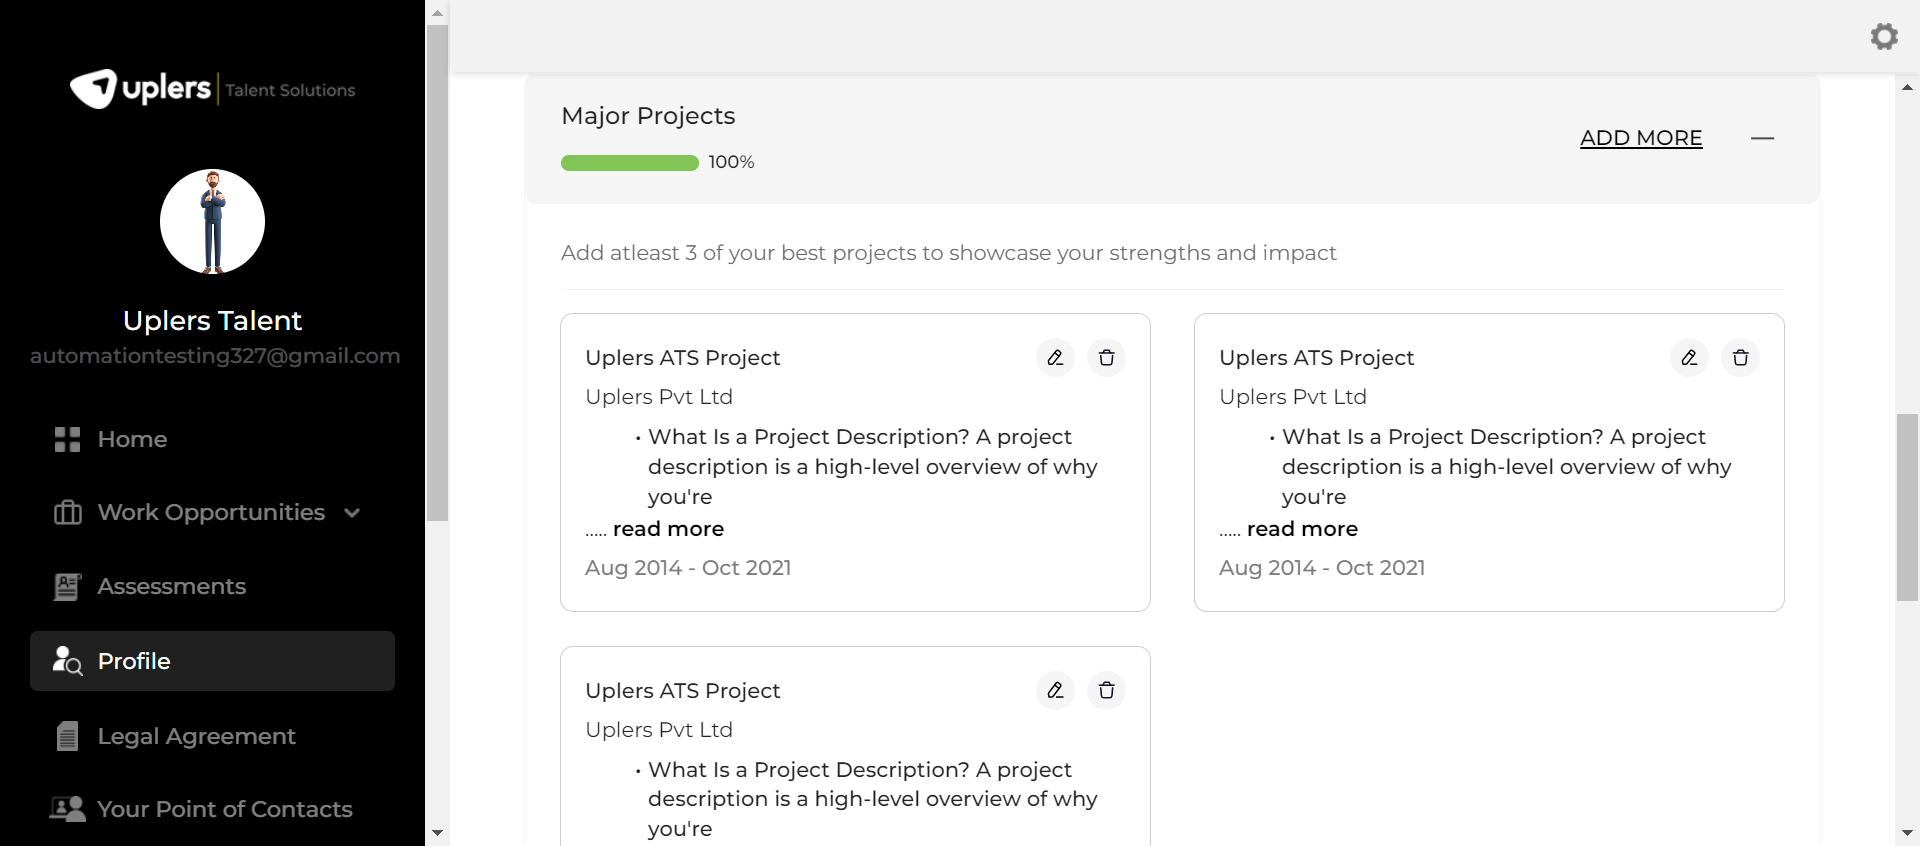 uplers Talent Solutions
Uplers Talent
automationtesting327@gmail.com
Home
Work Opportunities
Assessments
Profile
Legal Agreement
Your Point of Contacts
Major Projects
100%
ADD MORE
Add atleast 3 of your best projects to showcase your strengths and impact
Uplers ATS Project
Uplers Pvt Ltd
• What Is a Project Description? A project
description is a high-level overview of why
you're
..... read more
Aug 2014 - Oct 2021
Uplers ATS Project
Uplers Pvt Ltd
• What Is a Project Description? A project
description is a high-level overview of why
you're
..... read more
Aug 2014 - Oct 2021
Uplers ATS Project
Uplers Pvt Ltd
• What Is a Project Description? A project
description is a high-level overview of why
you're